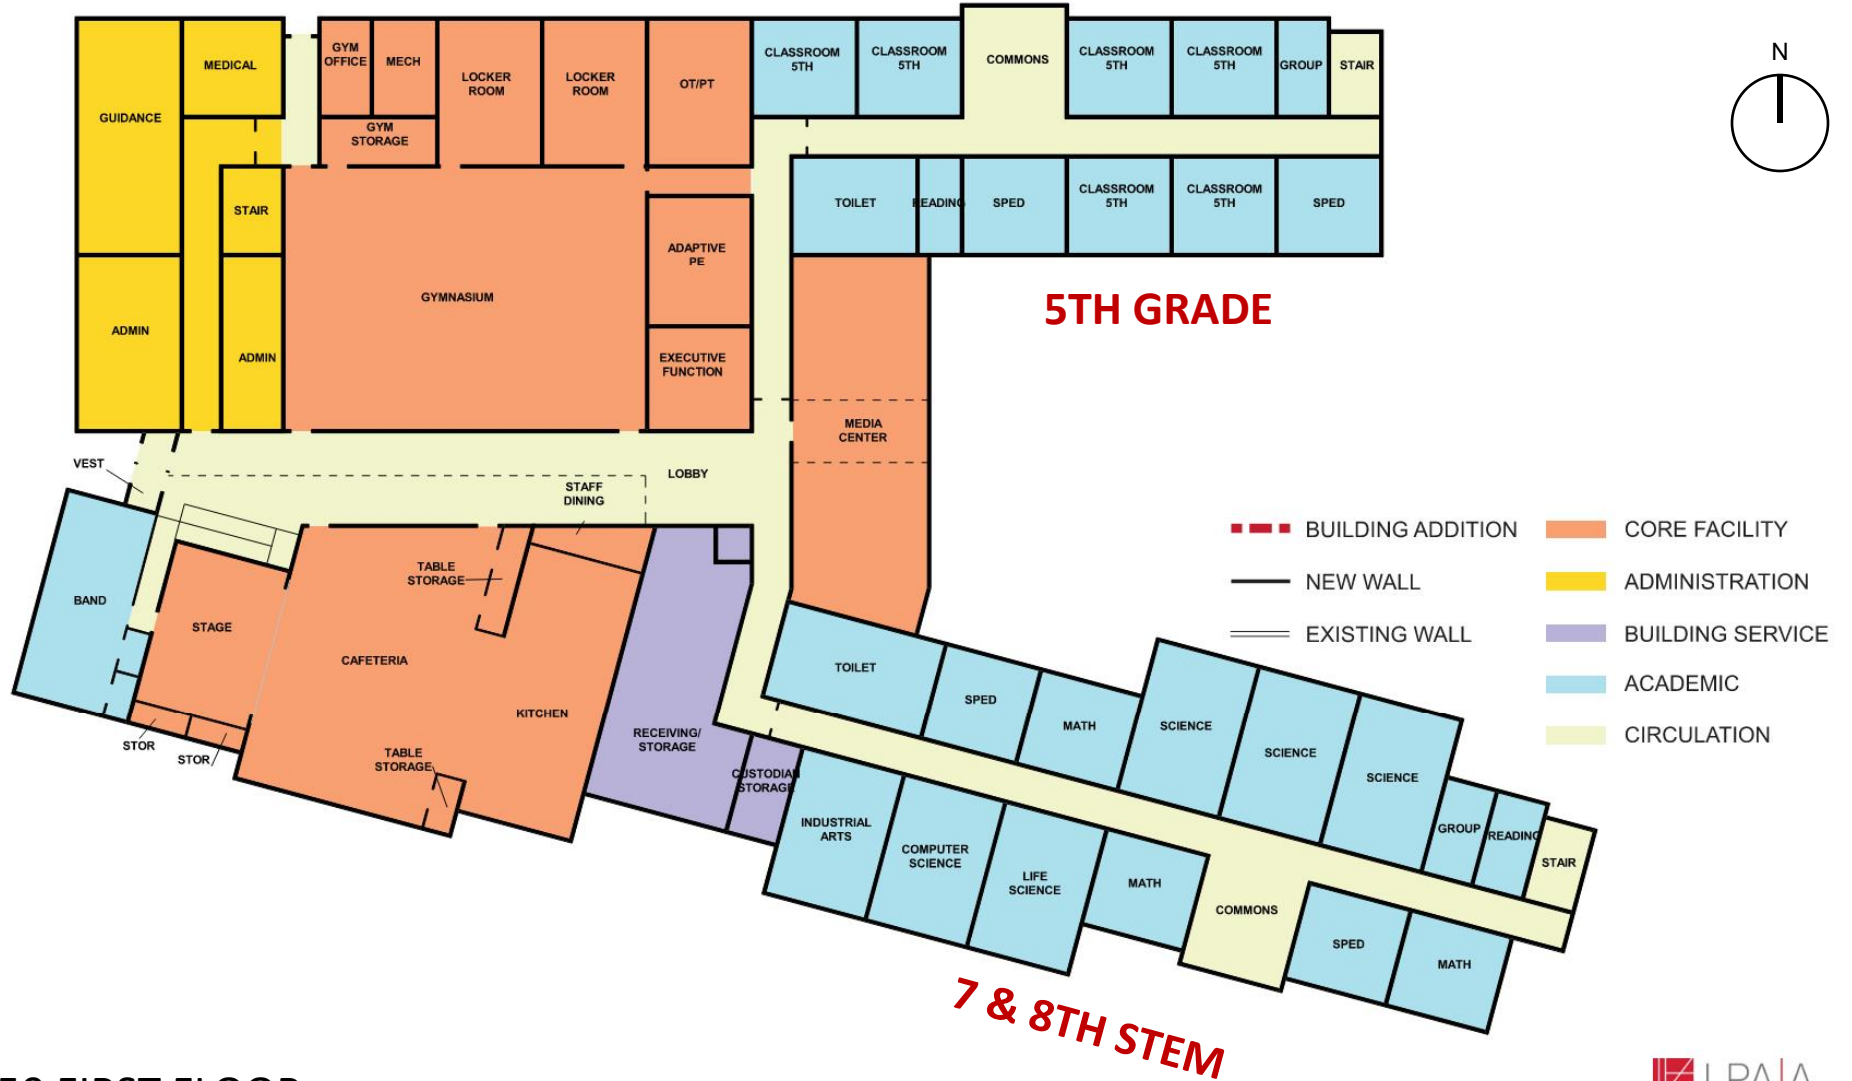 GUIDANCE
MEDICAL
GYM
OFFICE
MECH
GYM
STORAGE
LOCKER
ROOM
LOCKER
ROOM
OT/PT
CLASSROOM
5TH
CLASSROOM
5TH
COMMONS
CLASSROOM
5TH
CLASSROOM
5TH
GROUP
STAIR
N
STAIR
ADMIN
ADMIN
GYMNASIUM
ADAPTIVE
PE
EXECUTIVE
FUNCTION
TOILET
READING
SPED
CLASSROOM
5TH
CLASSROOM
5TH
SPED
5TH GRADE
MEDIA
CENTER
VEST
LOBBY
STAFF
DINING
BAND
STAGE
STOR
STOR
CAFETERIA
TABLE
STORAGE
TABLE
STORAGE
KITCHEN
RECEIVING/
STORAGE
CUSTODIAN
STORAGE
TOILET
SPED
MATH
SCIENCE
SCIENCE
SCIENCE
GROUP
READING
STAIR
INDUSTRIAL
ARTS
COMPUTER
SCIENCE
LIFE
SCIENCE
MATH
COMMONS
SPED
MATH
7 & 8TH STEM
BUILDING ADDITION
NEW WALL
EXISTING WALL
CORE FACILITY
ADMINISTRATION
BUILDING SERVICE
ACADEMIC
CIRCULATION
FIRST FLOOR
LPA|A